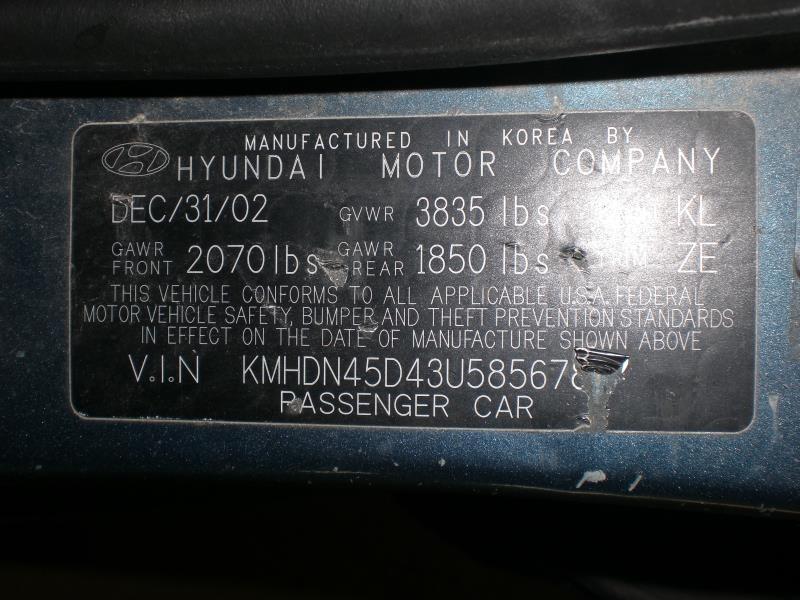 MANUFACTURED IN KOREA BY
HYUNDAI MOTOR COMPANY
DEC/31/02 GVWR 3835 lbs KL
GAWR FRONT 2070 lbs GAWR REAR 1850 lbs ZE
THIS VEHICLE CONFORMS TO ALL APPLICABLE U.S.A. FEDERAL
MOTOR VEHICLE SAFETY, BUMPER AND THEFT PREVENTION STANDARDS
IN EFFECT ON THE DATE OF MANUFACTURE SHOWN ABOVE
V.I.N
PASSENGER CAR